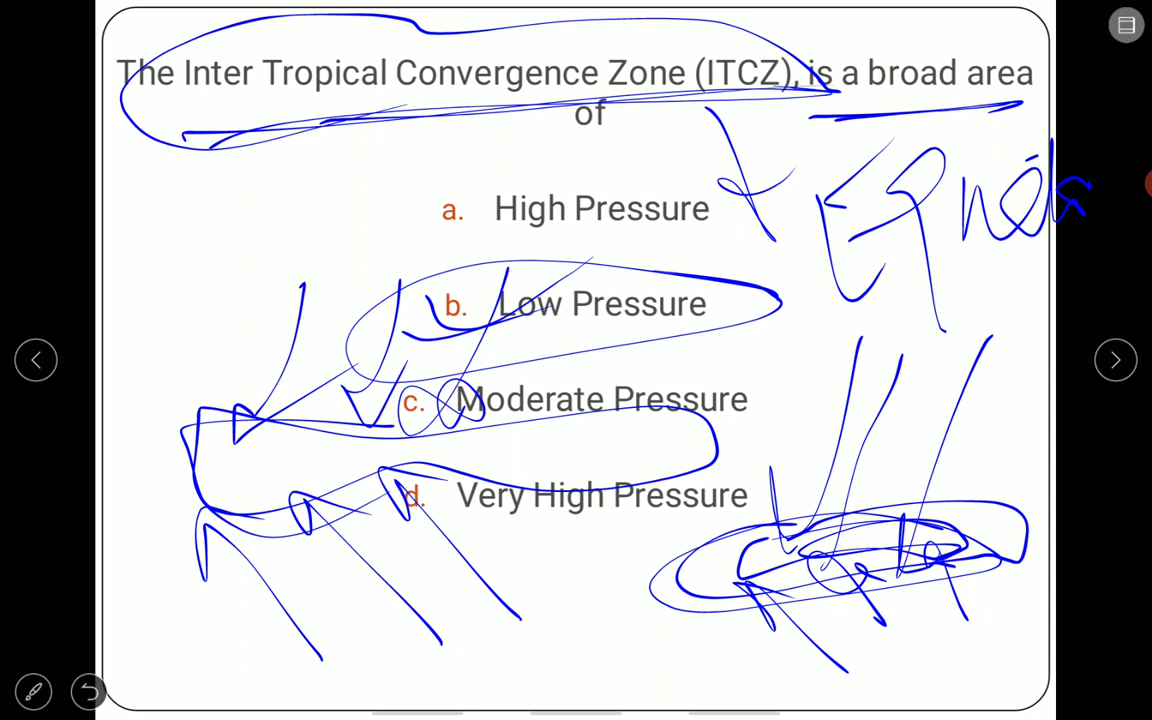 The Inter Tropical Convergence Zone (ITCZ), is a broad area
of
a. High Pressure
b. Low Pressure
c. Moderate Pressure
d. Very High Pressure